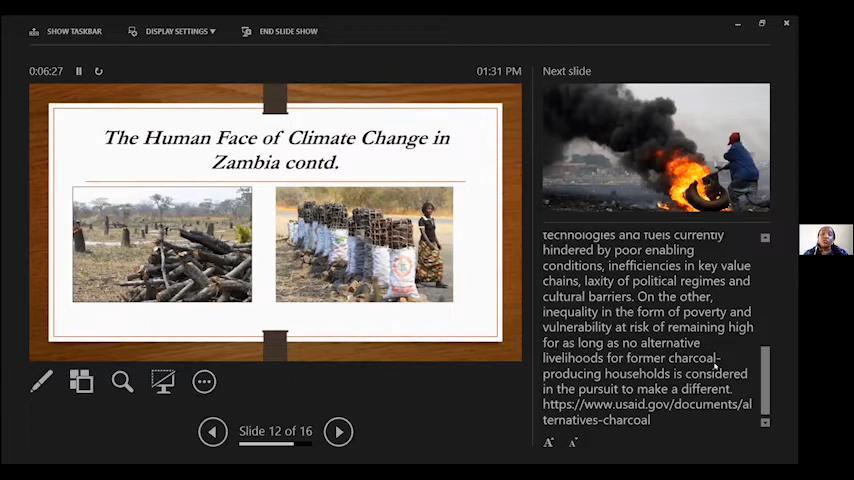 SHOW TASKBAR
DISPLAY SETTINGS ▼
END SLIDE SHOW
0:06:27
01:31 PM
Next slide
The Human Face of Climate Change in
Zambia contd.
technologies and fuels currently
hindered by poor enabling
conditions, inefficiencies in key value
chains, laxity of political regimes and
cultural barriers. On the other,
inequality in the form of poverty and
vulnerability at risk of remaining high
for as long as no alternative
livelihoods for former charcoal-
producing households is considered
in the pursuit to make a different.
https://www.usaid.gov/documents/al
ternatives-charcoal
Slide 12 of 16
A A